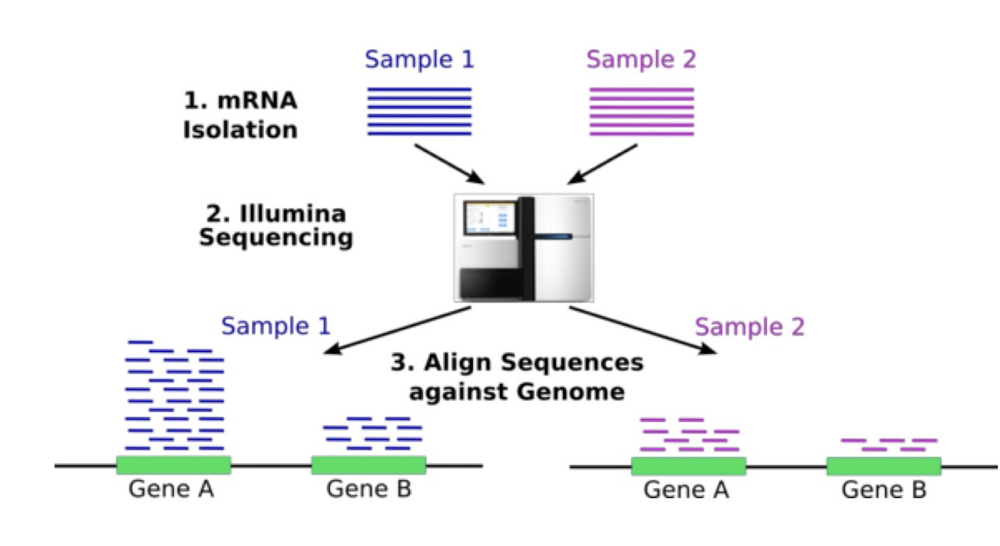 Sample 1
Sample 2
1. mRNA
Isolation
2. Illumina
Sequencing
Sample 1
Sample 2
3. Align Sequences
against Genome
Gene A
Gene B
Gene A
Gene B